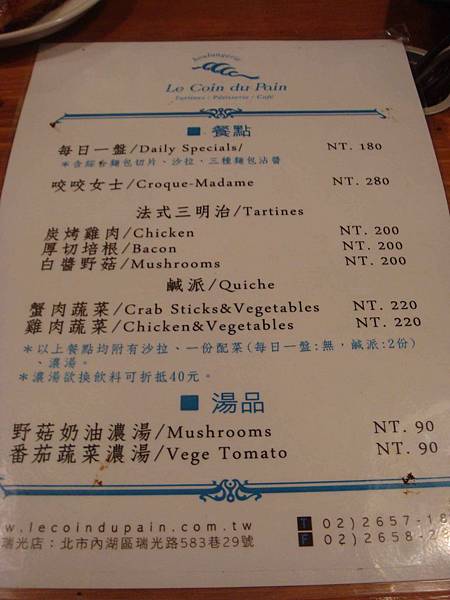 boulangerie
Le Coin du Pain
Tartines · Pâtisserie · Café
餐點
每日一盤/Daily Specials/ NT. 180
*含綜合麵包切片、沙拉、三種麵包沾醬
咬咬女士/Croque-Madame NT. 280
法式三明治/Tartines
炭烤雞肉/Chicken NT. 200
厚切培根/Bacon NT. 200
白醬野菇/Mushrooms NT. 200
鹹派/Quiche
蟹肉蔬菜/Crab Sticks&Vegetables NT. 220
雞肉蔬菜/Chicken&Vegetables NT. 220
*以上餐點均附有沙拉、一份配菜(每日一盤:無，鹹派:2份)
、濃湯。
*濃湯欲換飲料可折抵40元。
湯品
野菇奶油濃湯/Mushrooms NT. 90
番茄蔬菜濃湯/Vege Tomato NT. 90
w.lecoindupain.com.tw T 02)2657-18
瑞光店：北市內湖區瑞光路583巷29號 F 02)2658-2